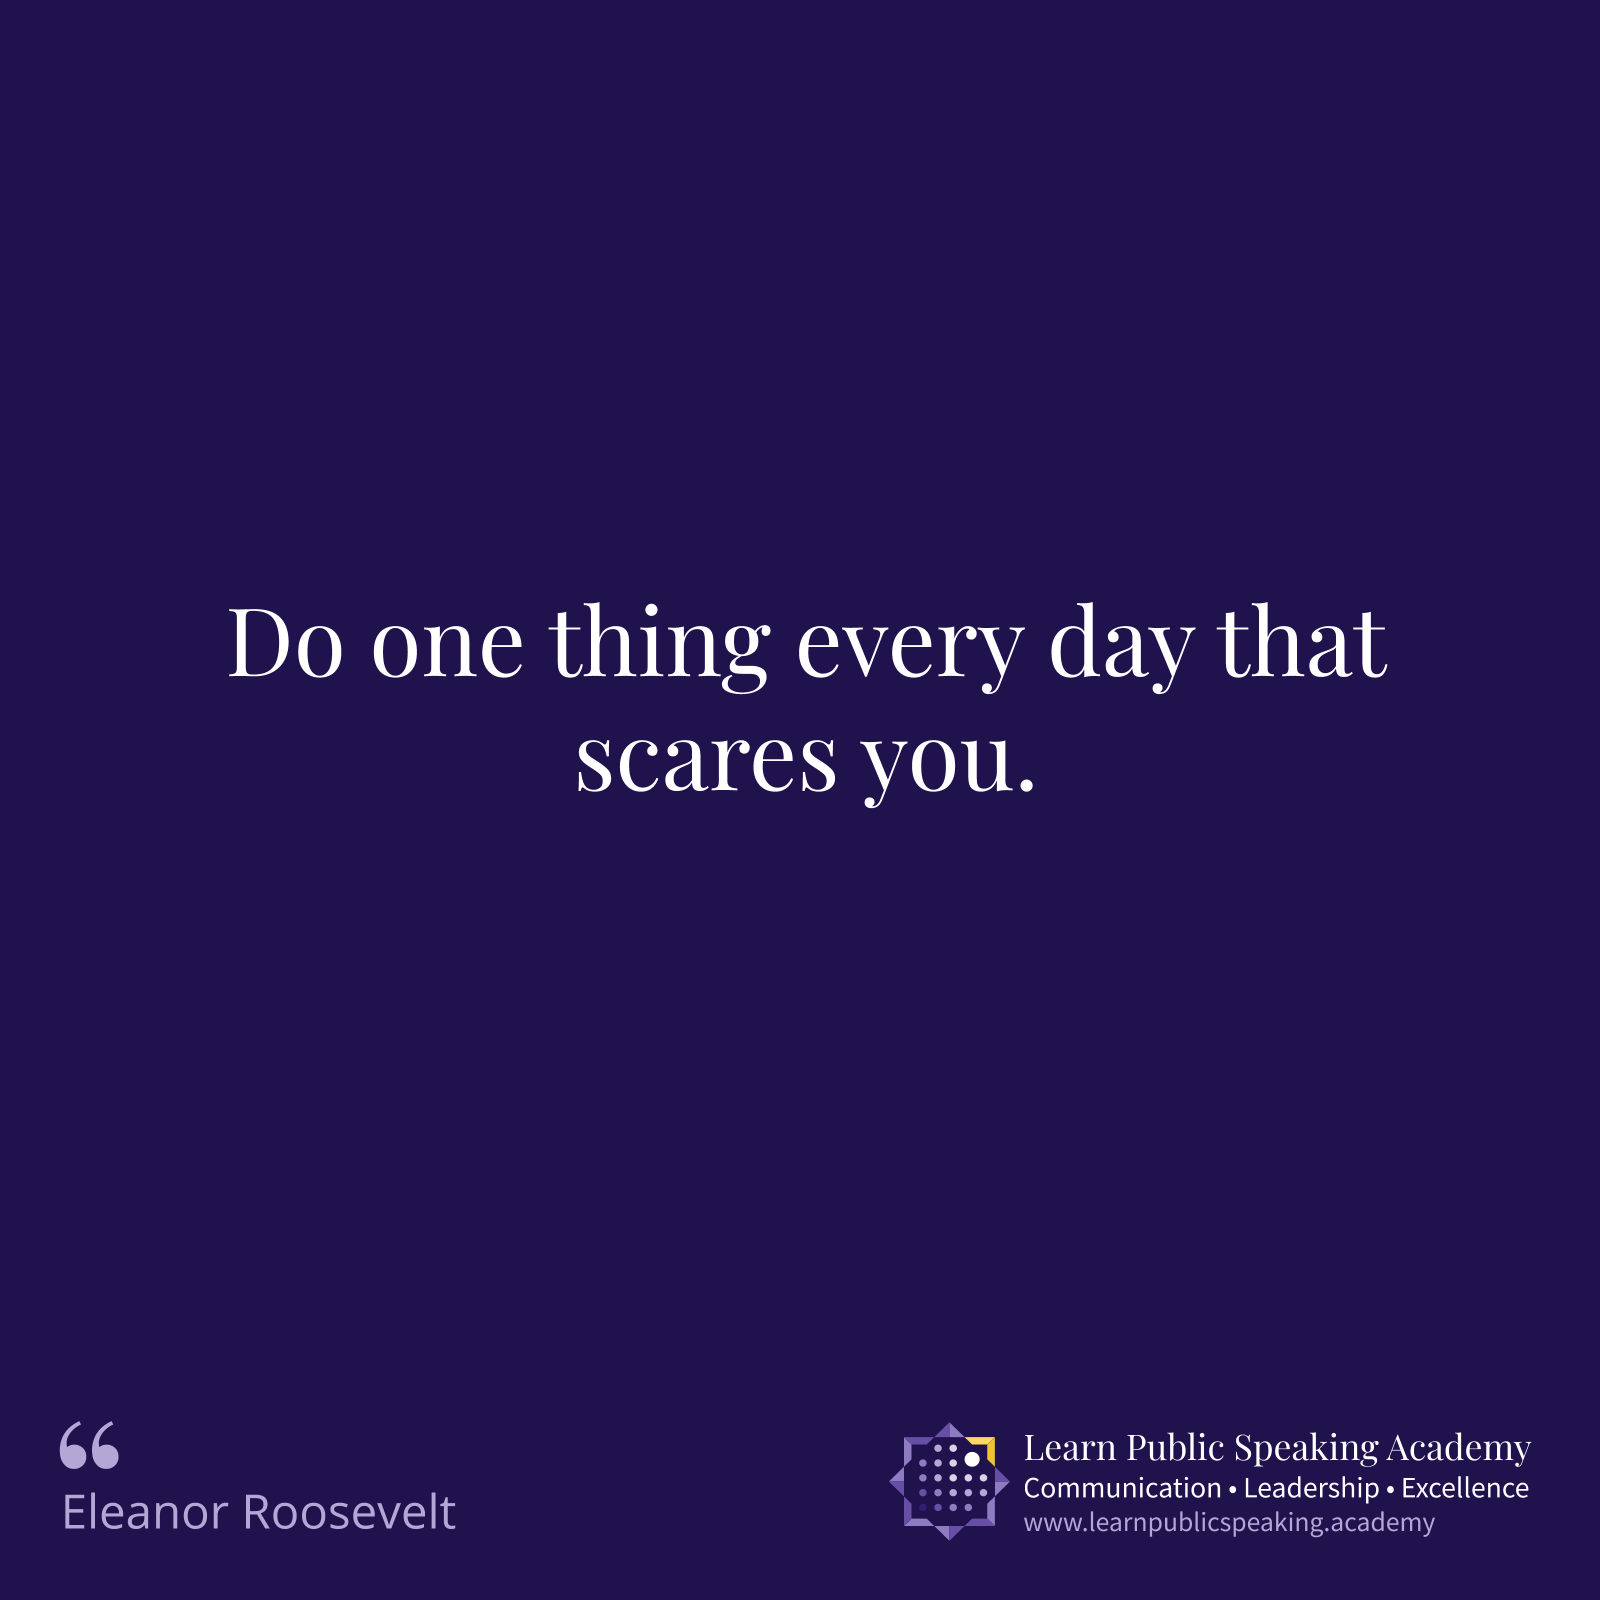 Do one thing every day that
scares you.
“
Eleanor Roosevelt
Learn Public Speaking Academy
Communication • Leadership • Excellence
www.learnpublicspeaking.academy